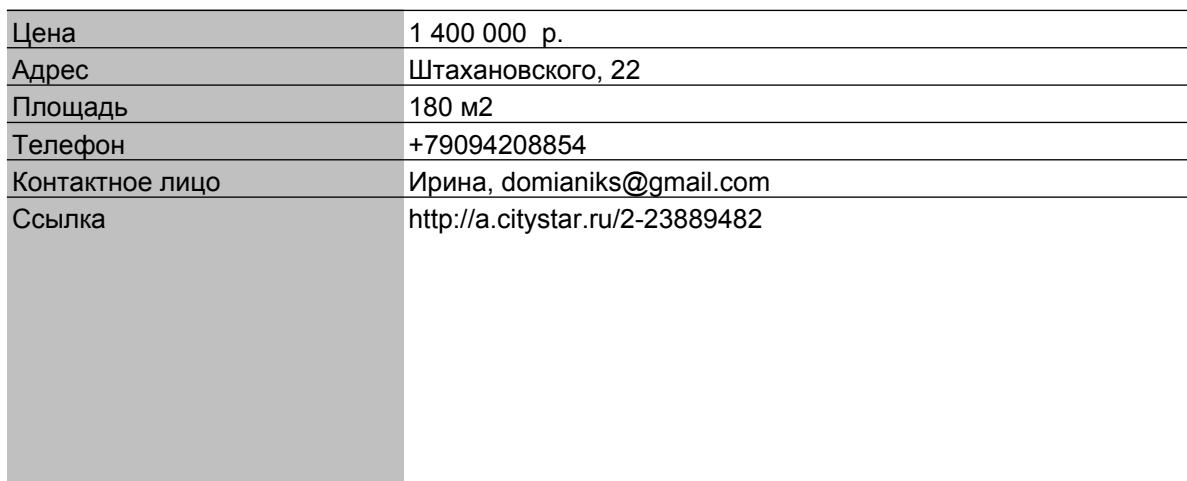 Цена 1 400 000 р.
Адрес Штахановского, 22
Площадь 180 м2
Телефон +79094208854
Контактное лицо Ирина, domianiks@gmail.com
Ссылка http://a.citystar.ru/2-23889482